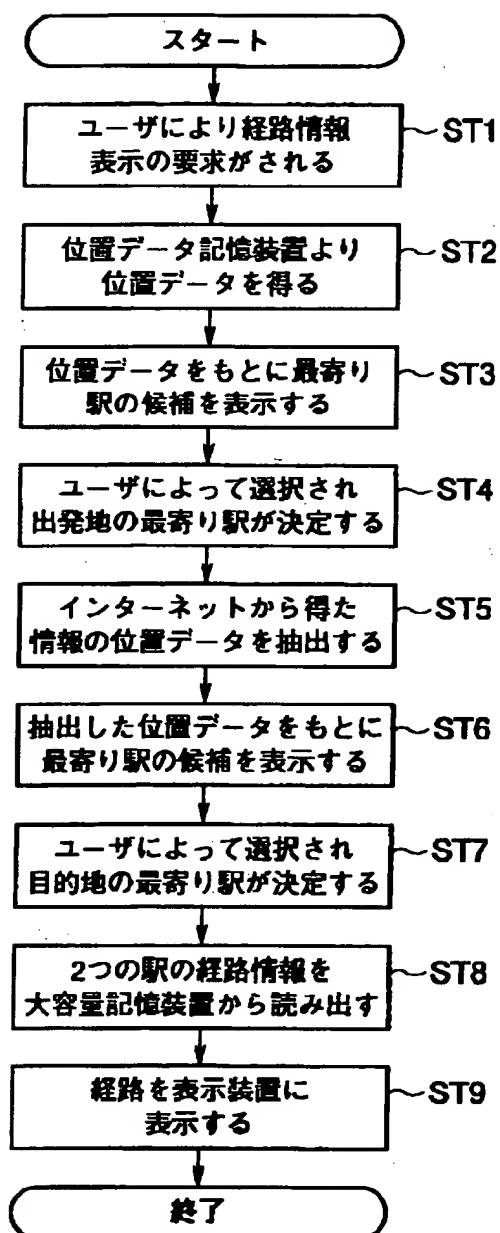 スタート
ユーザにより経路情報
表示の要求がされる
ST1
位置データ記憶装置より
位置データを得る
ST2
位置データをもとに最寄り
駅の候補を表示する
ST3
ユーザによって選択され
出発地の最寄り駅が決定する
ST4
インターネットから得た
情報の位置データを抽出する
ST5
抽出した位置データをもとに
最寄り駅の候補を表示する
ST6
ユーザによって選択され
目的地の最寄り駅が決定する
ST7
2つの駅の経路情報を
大容量記憶装置から読み出す
ST8
経路を表示装置に
表示する
ST9
終了